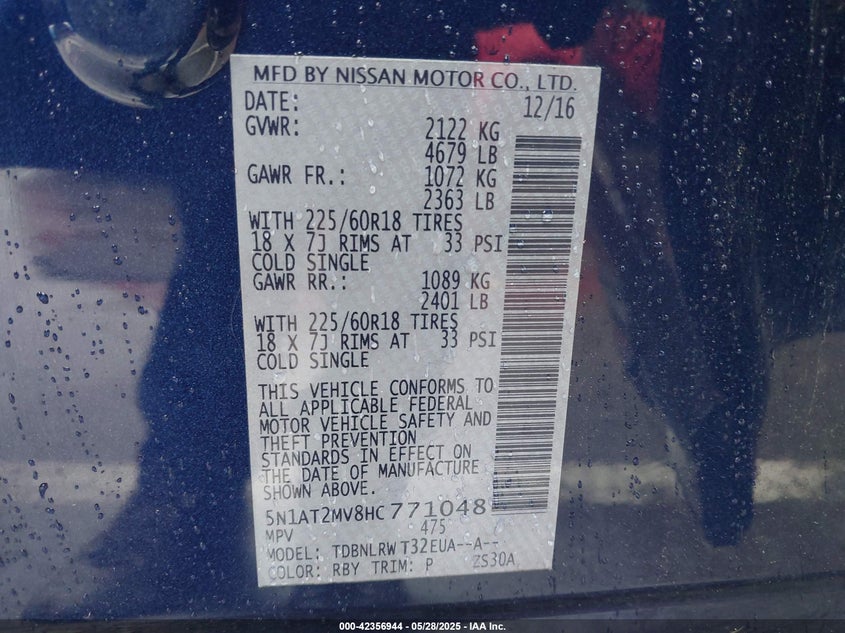 MFD BY NISSAN MOTOR CO., LTD.
DATE: 12/16
GVWR: 2122 KG
4679 LB
GAWR FR.: 1072 KG
2363 LB
WITH 225/60R18 TIRES
18 X 7J RIMS AT 33 PSI
COLD SINGLE
GAWR RR.: 1089 KG
2401 LB
WITH 225/60R18 TIRES
18 X 7J RIMS AT 33 PSI
COLD SINGLE
THIS VEHICLE CONFORMS TO
ALL APPLICABLE FEDERAL
MOTOR VEHICLE SAFETY AND
THEFT PREVENTION
STANDARDS IN EFFECT ON
THE DATE OF MANUFACTURE
SHOWN ABOVE.
5N1AT2MV8HC771048
MPV 475
MODEL: TDBNLRW T32EUA--A--
COLOR: RBY TRIM: P ZS30A
000-42356944 - 05/28/2025 - IAA Inc.